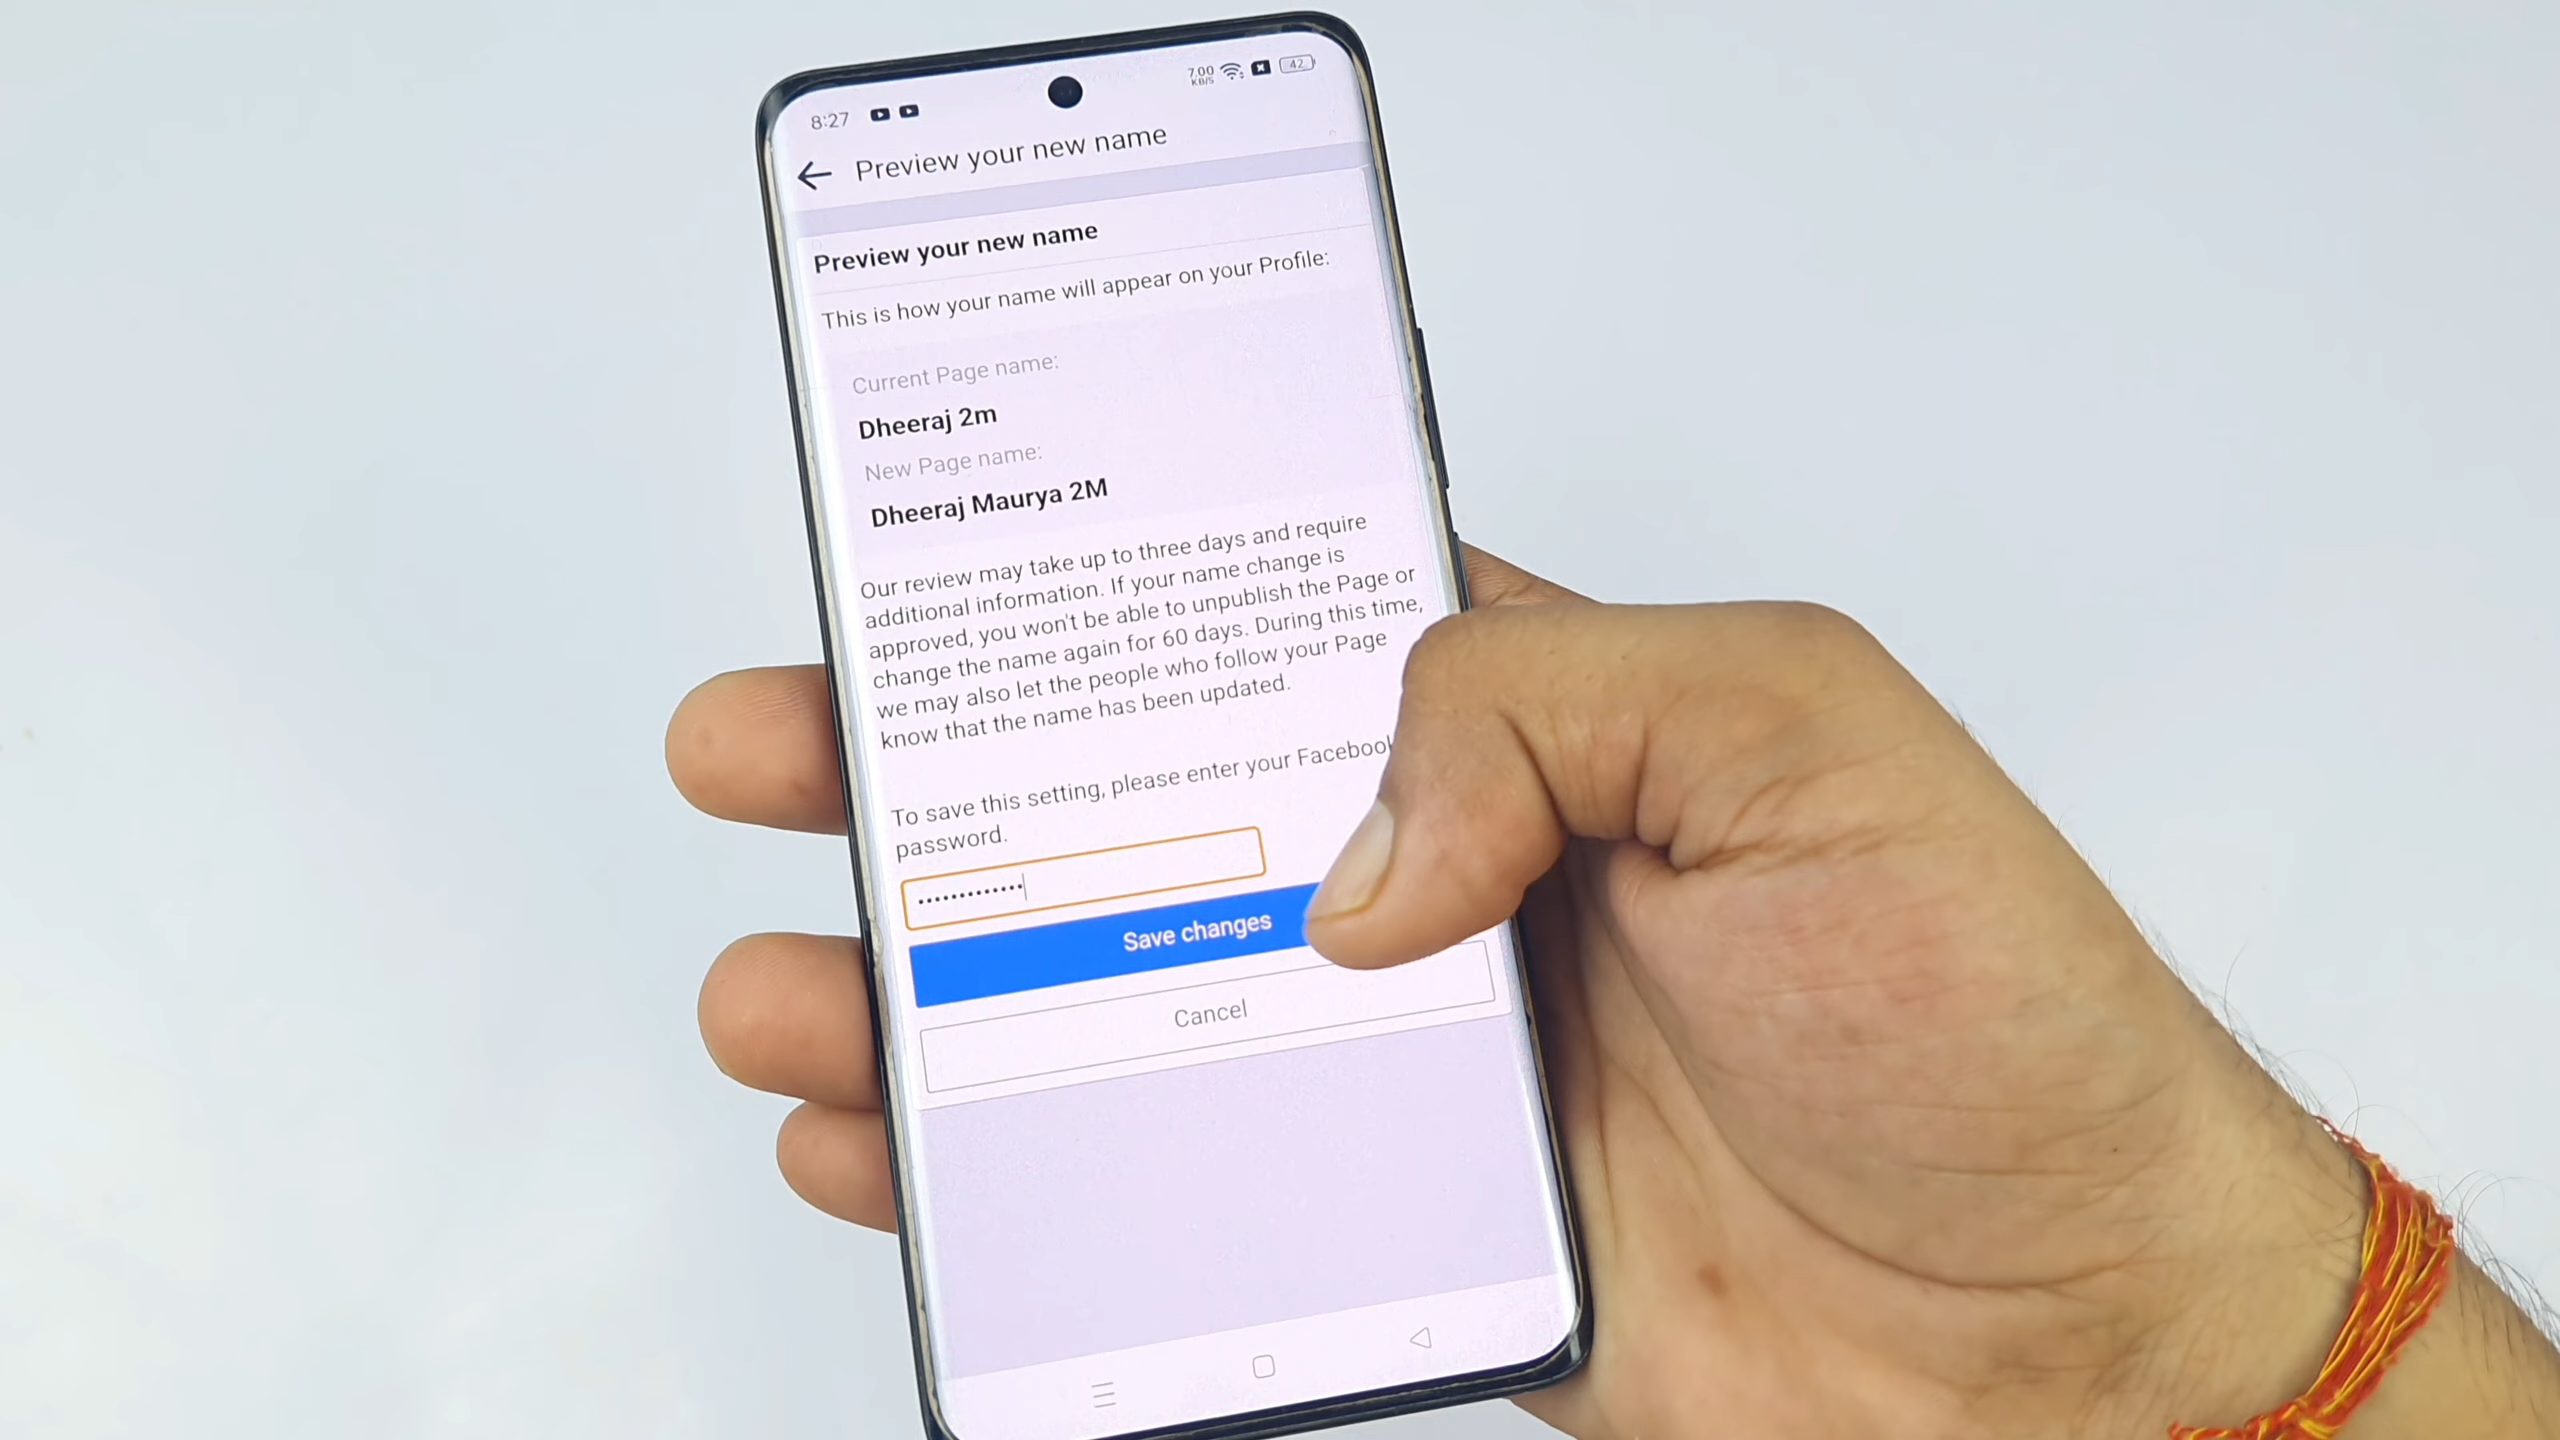 8:27
7.00
KB/S
42
Preview your new name
Preview your new name
This is how your name will appear on your Profile:
Current Page name:
Dheeraj 2m
New Page name:
Dheeraj Maurya 2M
Our review may take up to three days and require
additional information. If your name change is
approved, you won't be able to unpublish the Page or
change the name again for 60 days. During this time,
we may also let the people who follow your Page
know that the name has been updated.
To save this setting, please enter your Facebook
password.
•••••••••••••
Save changes
Cancel